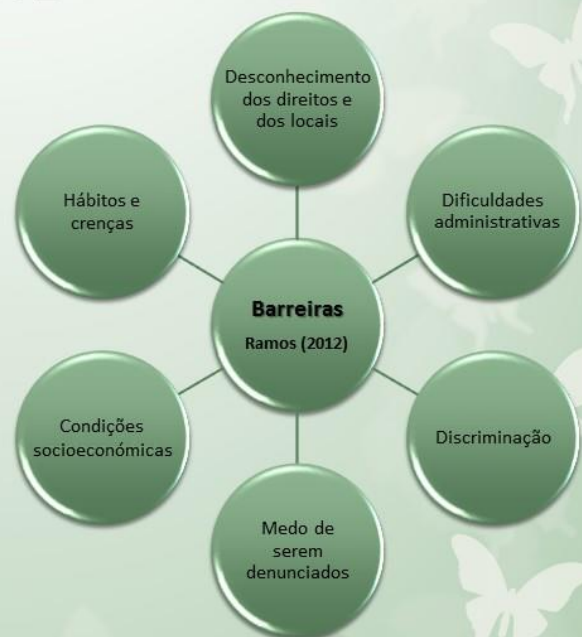 Desconhecimento
dos direitos e
dos locais
Hábitos e
crenças
Dificuldades
administrativas
Barreiras
Ramos (2012)
Condições
socioeconómicas
Discriminação
Medo de
serem
denunciados